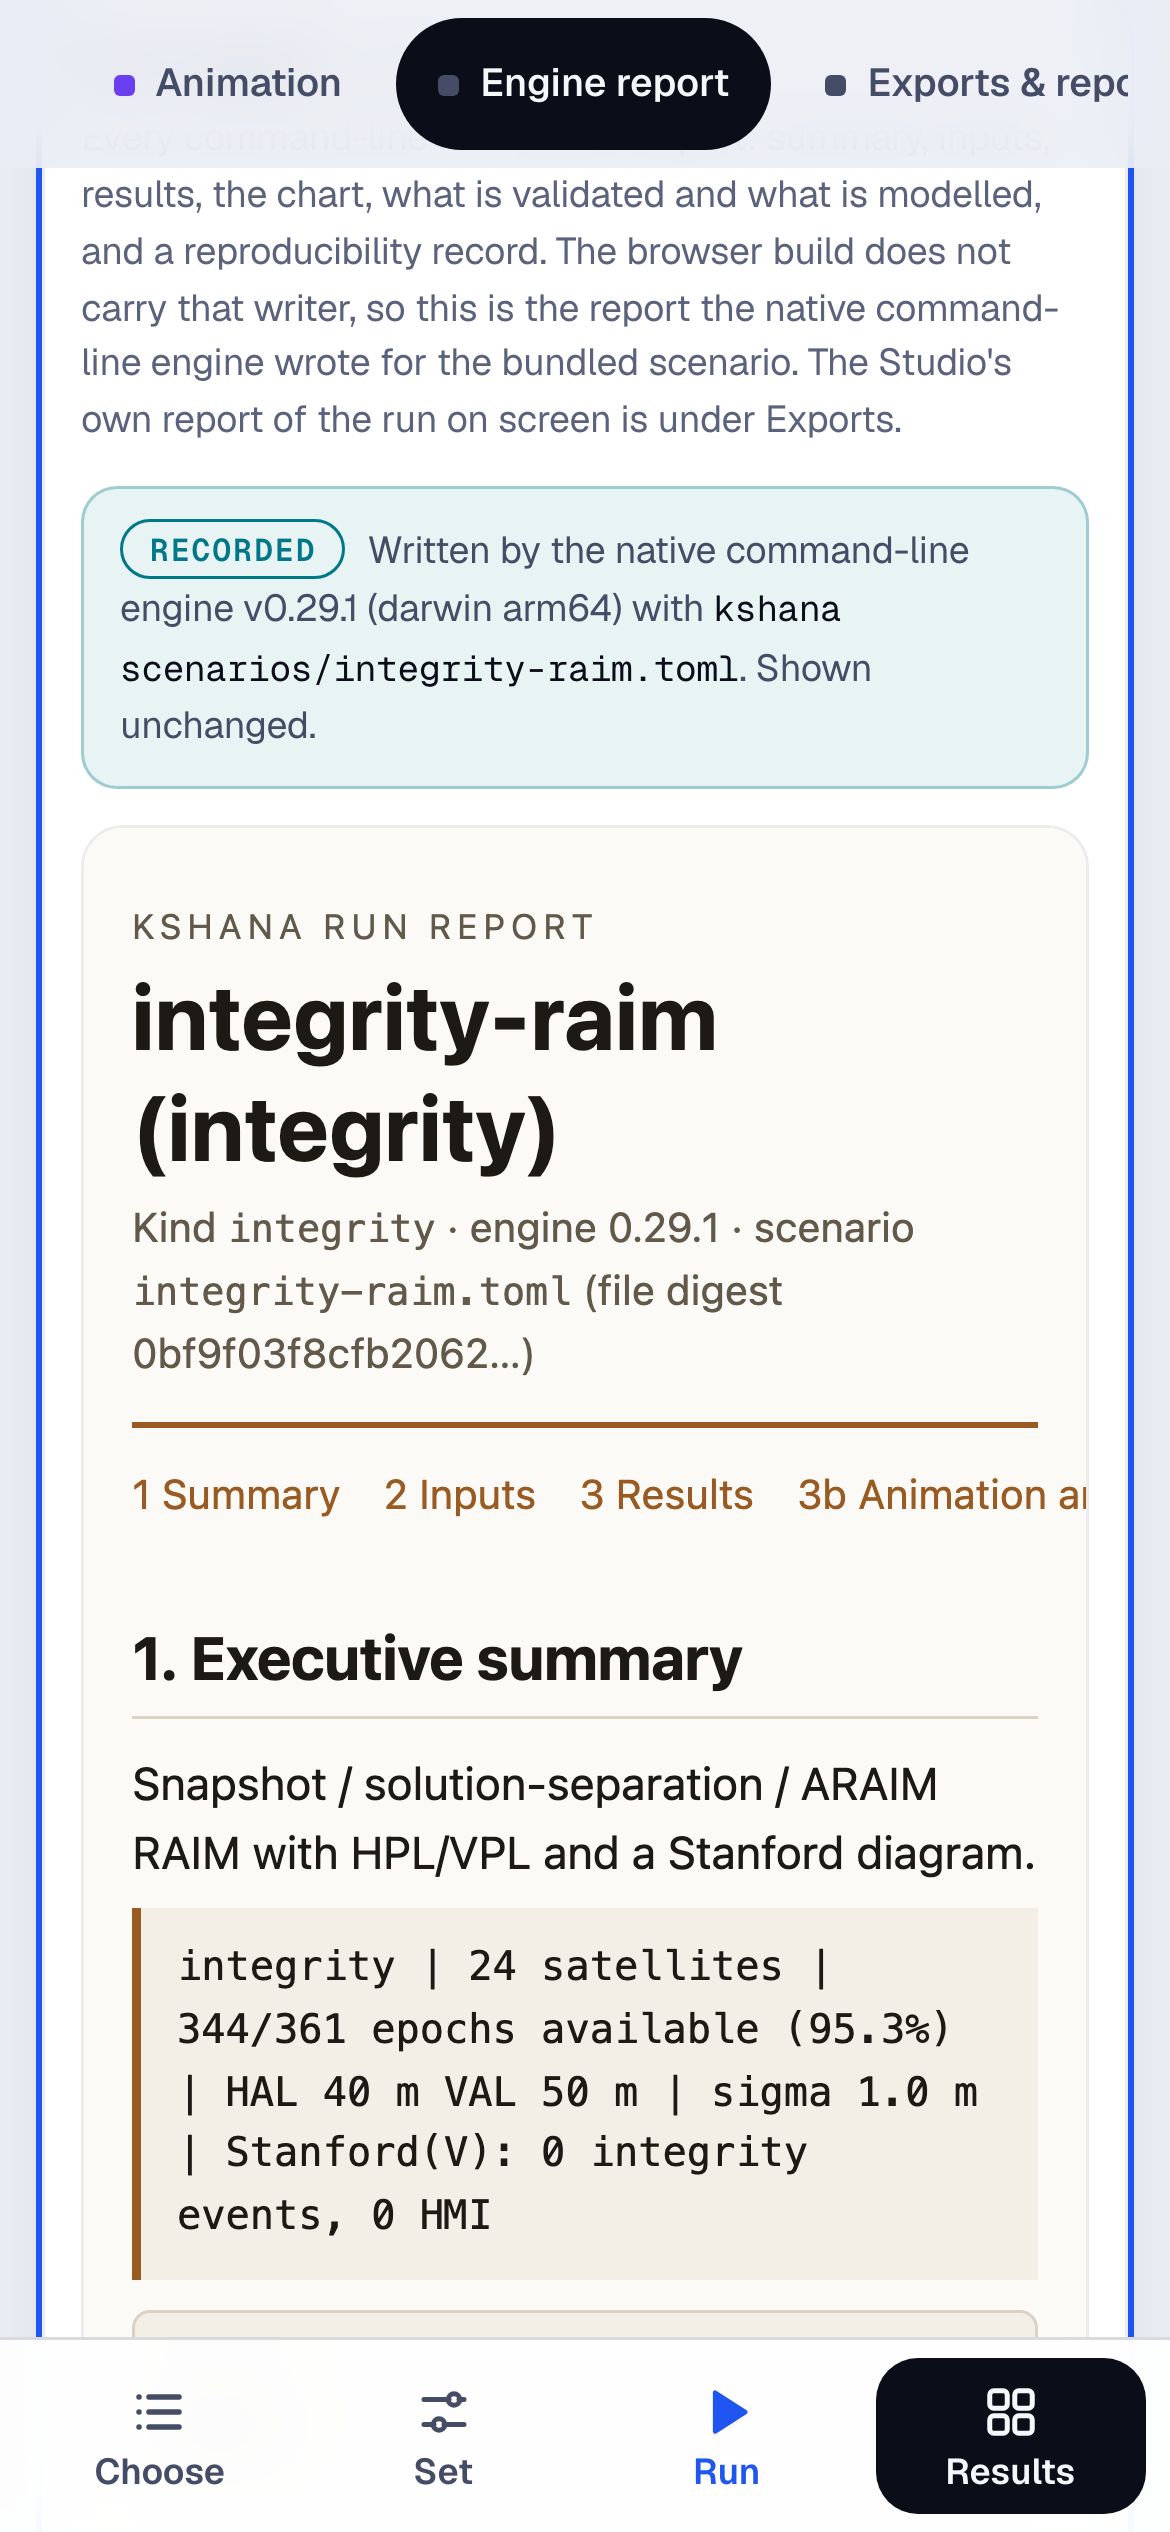 Animation
Engine report
Exports & repo
Every command-line summary, inputs,
results, the chart, what is validated and what is modelled,
and a reproducibility record. The browser build does not
carry that writer, so this is the report the native command-
line engine wrote for the bundled scenario. The Studio's
own report of the run on screen is under Exports.
RECORDED Written by the native command-line
engine v0.29.1 (darwin arm64) with kshana
scenarios/integrity-raim.toml. Shown
unchanged.
KSHANA RUN REPORT
integrity-raim
(integrity)
Kind integrity · engine 0.29.1 · scenario
integrity-raim.toml (file digest
0bf9f03f8cfb2062...)
1 Summary 2 Inputs 3 Results 3b Animation ar
1. Executive summary
Snapshot / solution-separation / ARAIM
RAIM with HPL/VPL and a Stanford diagram.
integrity | 24 satellites |
344/361 epochs available (95.3%)
| HAL 40 m VAL 50 m | sigma 1.0 m
| Stanford(V): 0 integrity
events, 0 HMI
Choose
Set
Run
Results